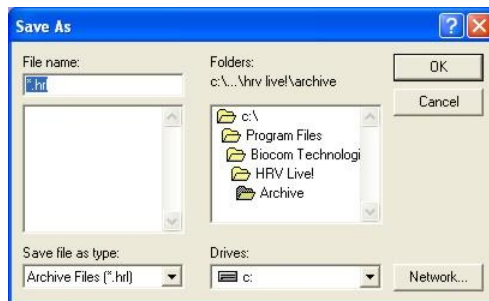 Save As
File name:
*.hrl
Folders:
c:\...\hrv live!\archive
OK
Cancel
c:\
Program Files
Biocom Technologi
HRV Live!
Archive
Save file as type:
Archive Files (*.hrl)
Drives:
c:
Network...